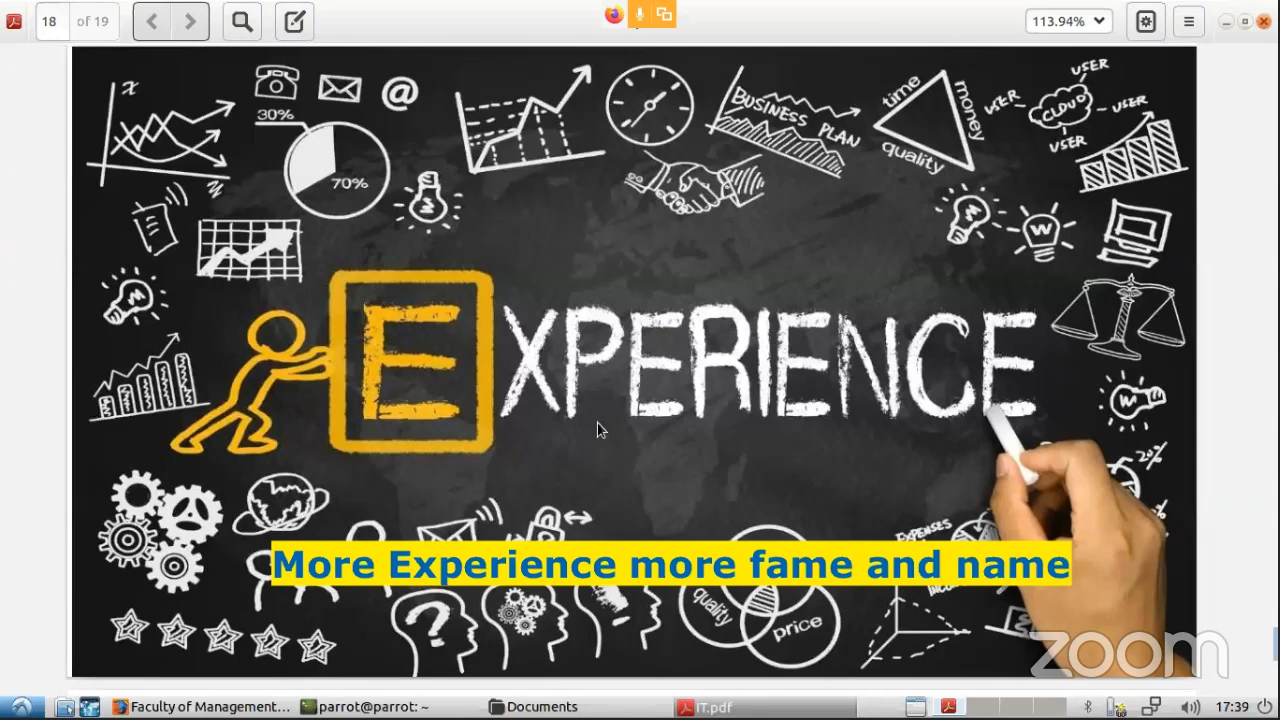 18
of 19
113.94%
x
@
30%
70%
BUSINESS PLAN
time
money
quality
USER
USER
CLOUD
USER
USER
W
EXPERIENCE
W
20%
EXPENSES
More Experience more fame and name
?
quality
price
zoom
Faculty of Management...
parrot@parrot: ~
Documents
IT.pdf
17:39